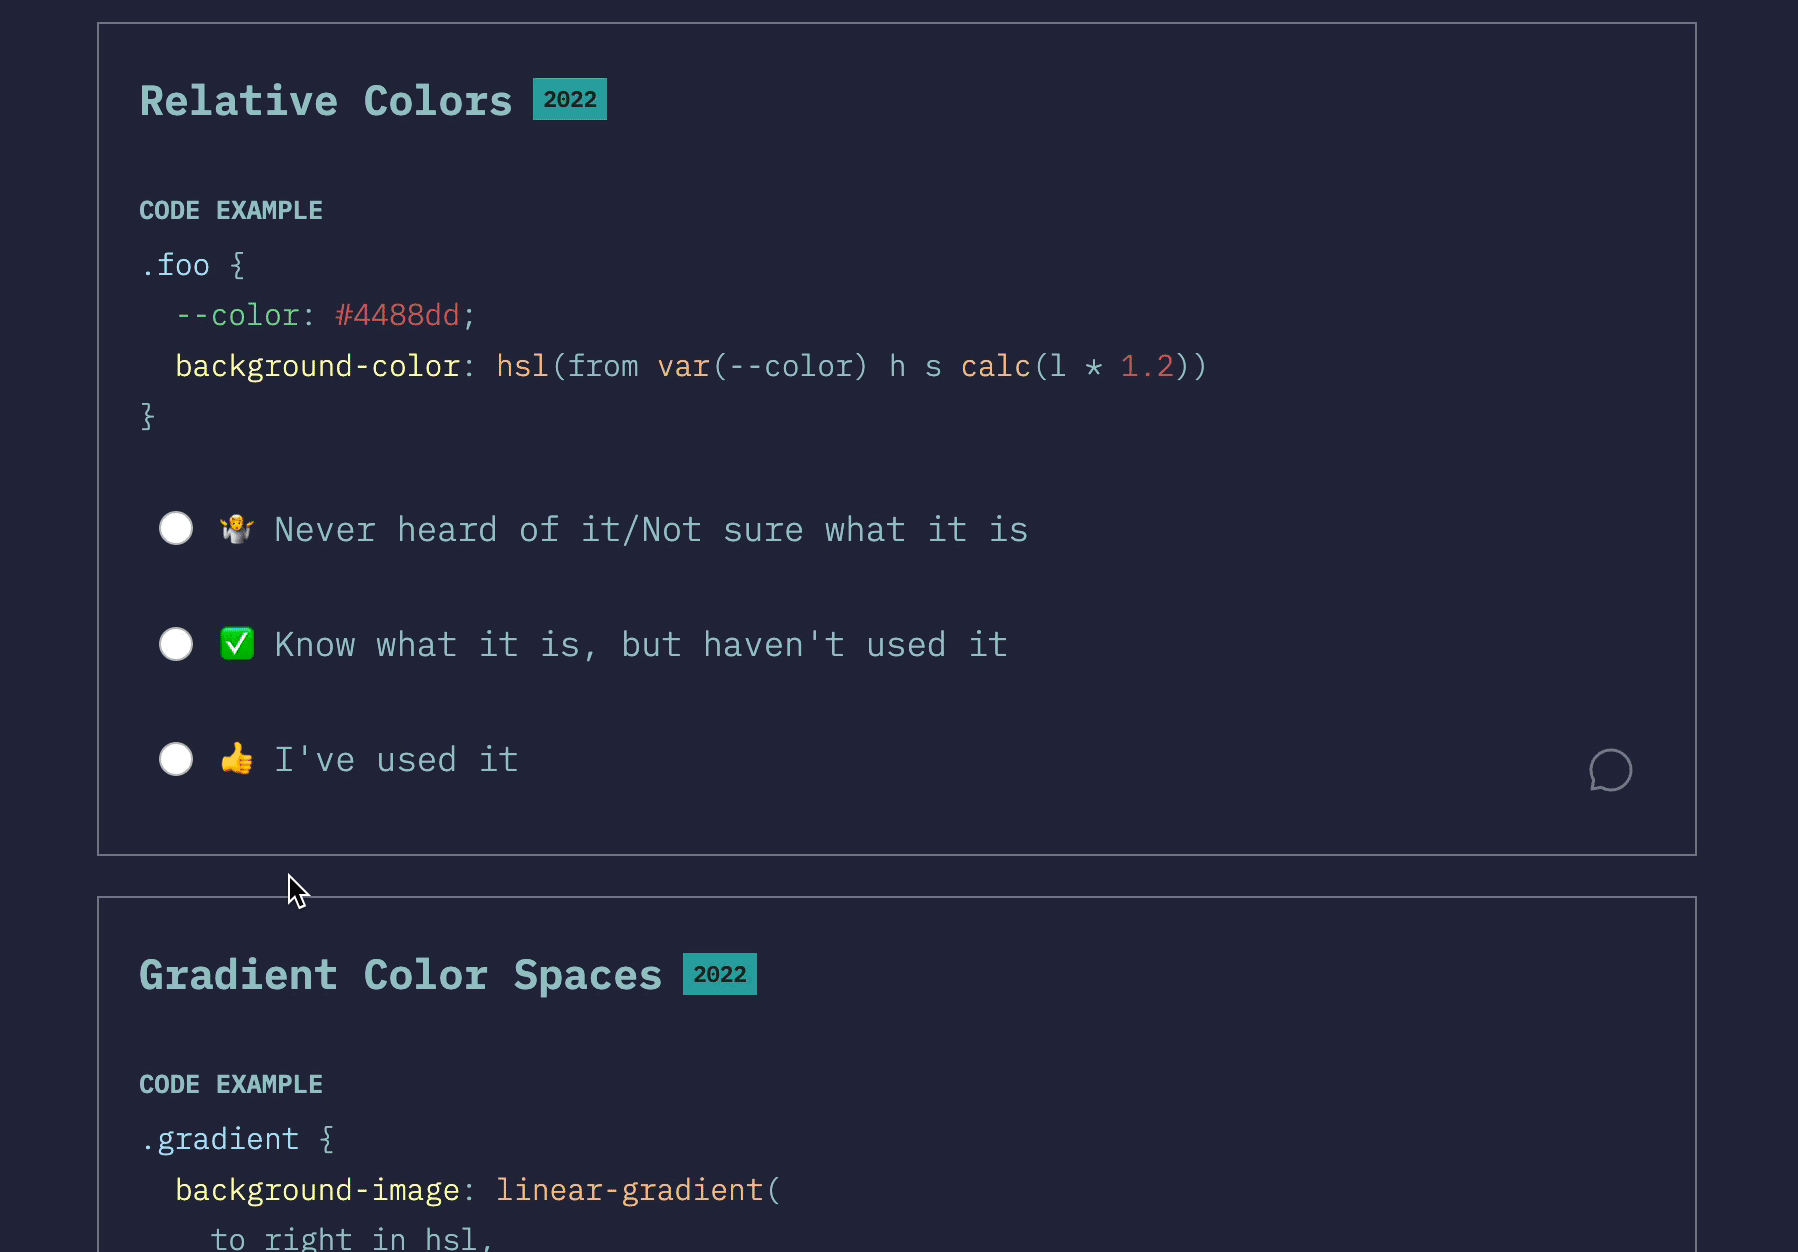 Relative Colors 2022
CODE EXAMPLE
.foo {
--color: #4488dd;
background-color: hsl(from var(--color) h s calc(l * 1.2))
}
🤷 Never heard of it/Not sure what it is
✅ Know what it is, but haven't used it
👍 I've used it
Gradient Color Spaces 2022
CODE EXAMPLE
.gradient {
background-image: linear-gradient(
to right in hsl,